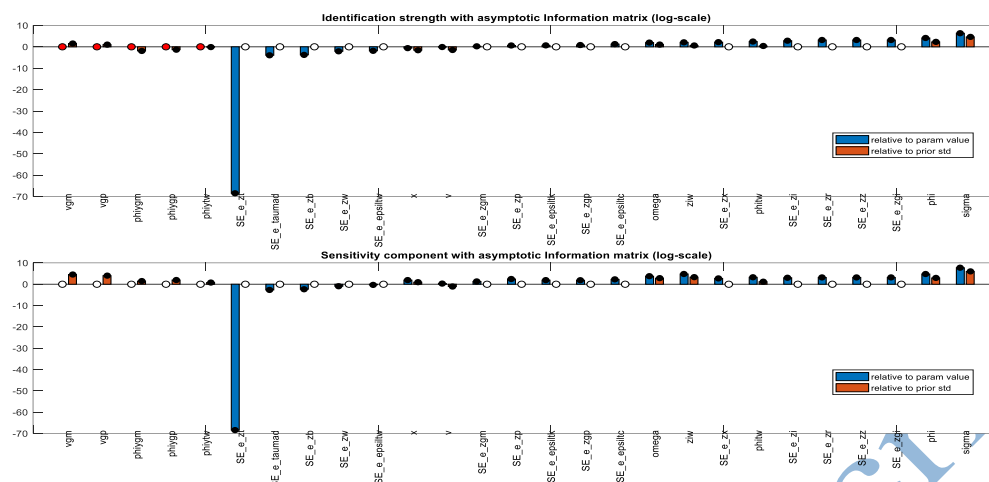 Identification strength with asymptotic Information matrix (log-scale)
10
0
-10
-20
-30
-40
-50
-60
-70
relative to param value
relative to prior std
vgm
vgp
phiygm
phiygp
phiytw
SE_e_zt
SE_e_taumad
SE_e_zb
SE_e_zw
SE_e_epsiltw
x
v
SE_e_zgm
SE_e_zp
SE_e_epsiltk
SE_e_zgp
SE_e_epsiltc
omega
ziw
SE_e_zx
phitw
SE_e_zi
SE_e_zr
SE_e_zz
SE_e_zgi
phi
sigma
Sensitivity component with asymptotic Information matrix (log-scale)
10
0
-10
-20
-30
-40
-50
-60
-70
relative to param value
relative to prior std
vgm
vgp
phiygm
phiygp
phiytw
SE_e_zt
SE_e_taumad
SE_e_zb
SE_e_zw
SE_e_epsiltw
x
v
SE_e_zgm
SE_e_zp
SE_e_epsiltk
SE_e_zgp
SE_e_epsiltc
omega
ziw
SE_e_zx
phitw
SE_e_zi
SE_e_zr
SE_e_zz
SE_e_zgi
phi
sigma